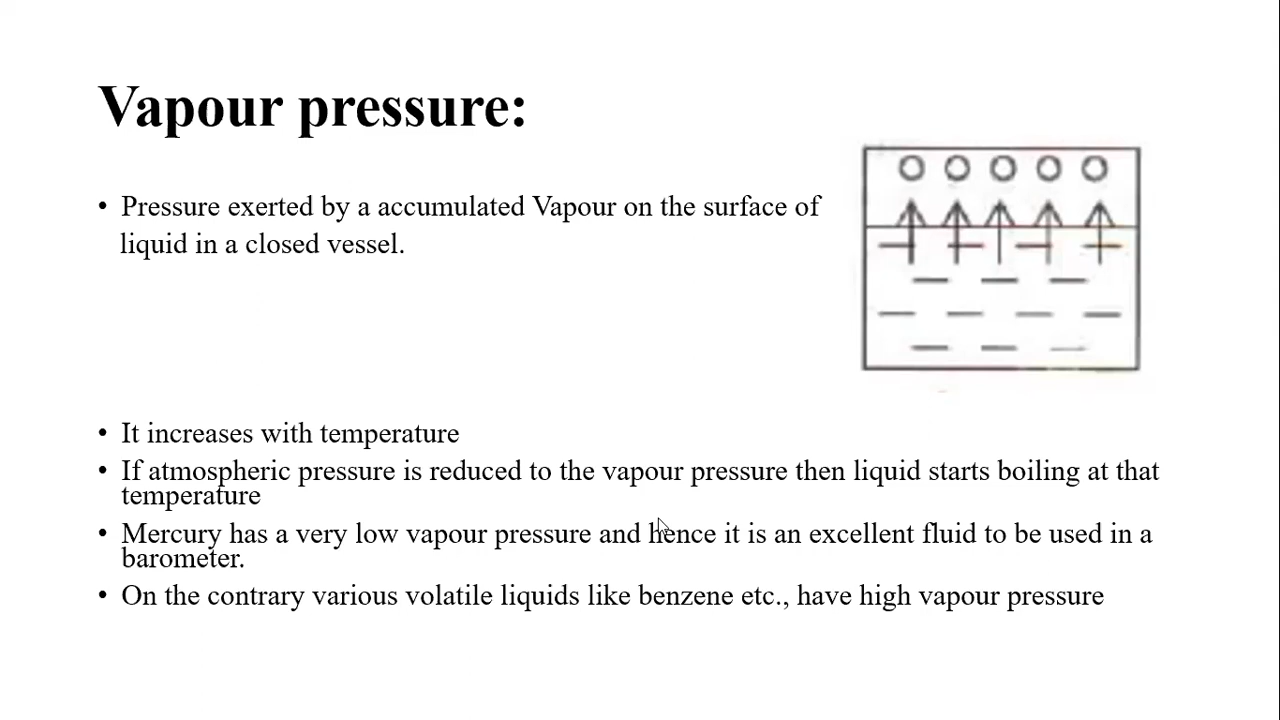 Vapour pressure:
• Pressure exerted by a accumulated Vapour on the surface of
liquid in a closed vessel.
• It increases with temperature
• If atmospheric pressure is reduced to the vapour pressure then liquid starts boiling at that
temperature
• Mercury has a very low vapour pressure and hence it is an excellent fluid to be used in a
barometer.
• On the contrary various volatile liquids like benzene etc., have high vapour pressure